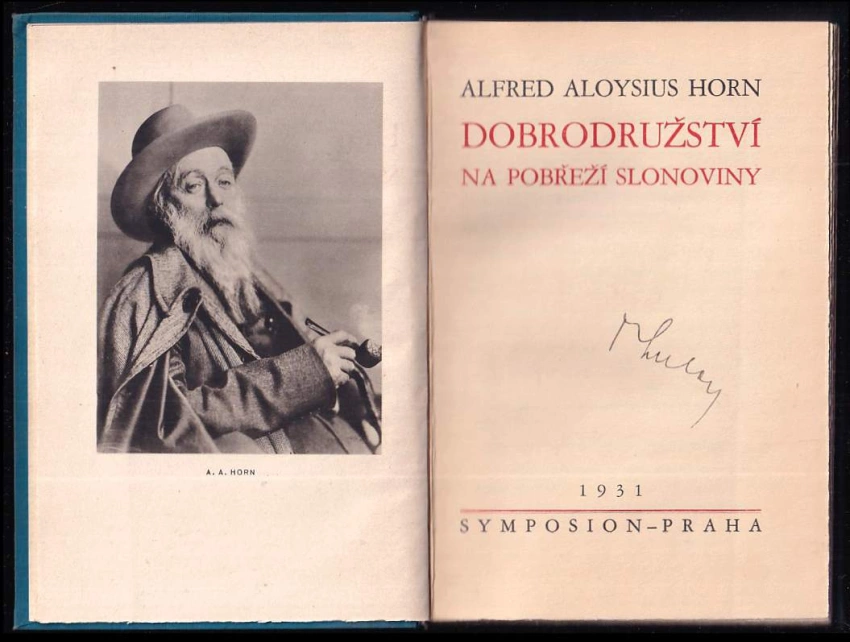 A. A. HORN
ALFRED ALOYSIUS HORN
DOBRODRUŽSTVÍ
NA POBŘEŽÍ SLONOVINY
1931
SYMPOSION–PRAHA